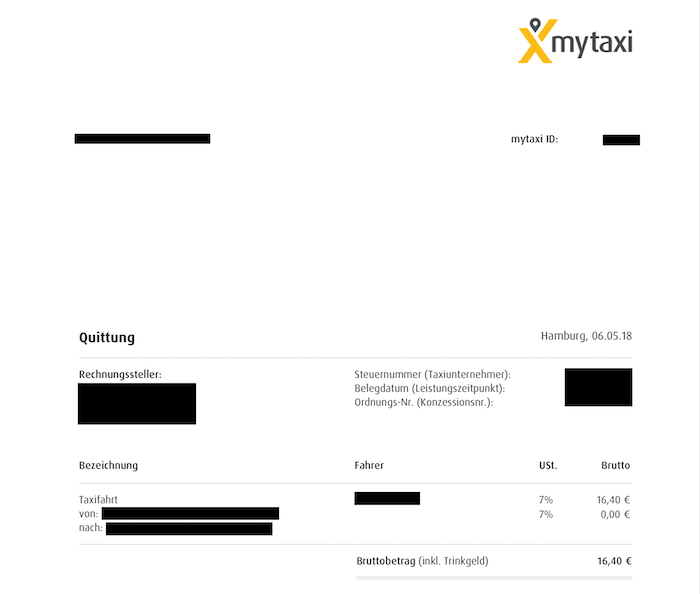 mytaxi
mytaxi ID:
Quittung
Hamburg, 06.05.18
Rechnungssteller:
Steuernummer (Taxiunternehmer):
Belegdatum (Leistungszeitpunkt):
Ordnungs-Nr. (Konzessionsnr.):
Bezeichnung Fahrer USt. Brutto
Taxifahrt 7% 16,40 €
von: 7% 0,00 €
nach:
Bruttobetrag (inkl. Trinkgeld) 16,40 €